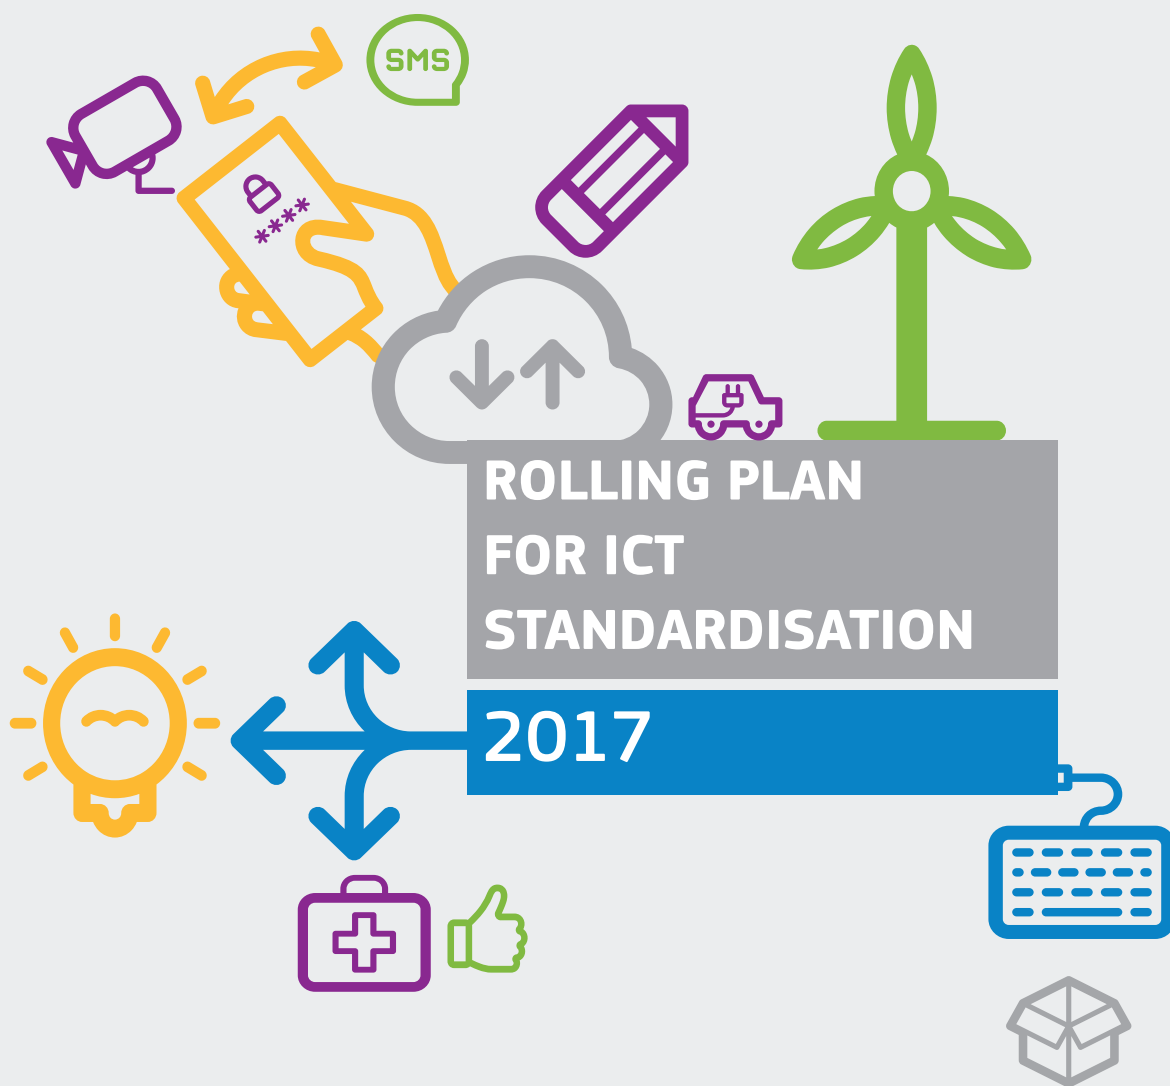 SMS
****
ROLLING PLAN
FOR ICT
STANDARDISATION
2017